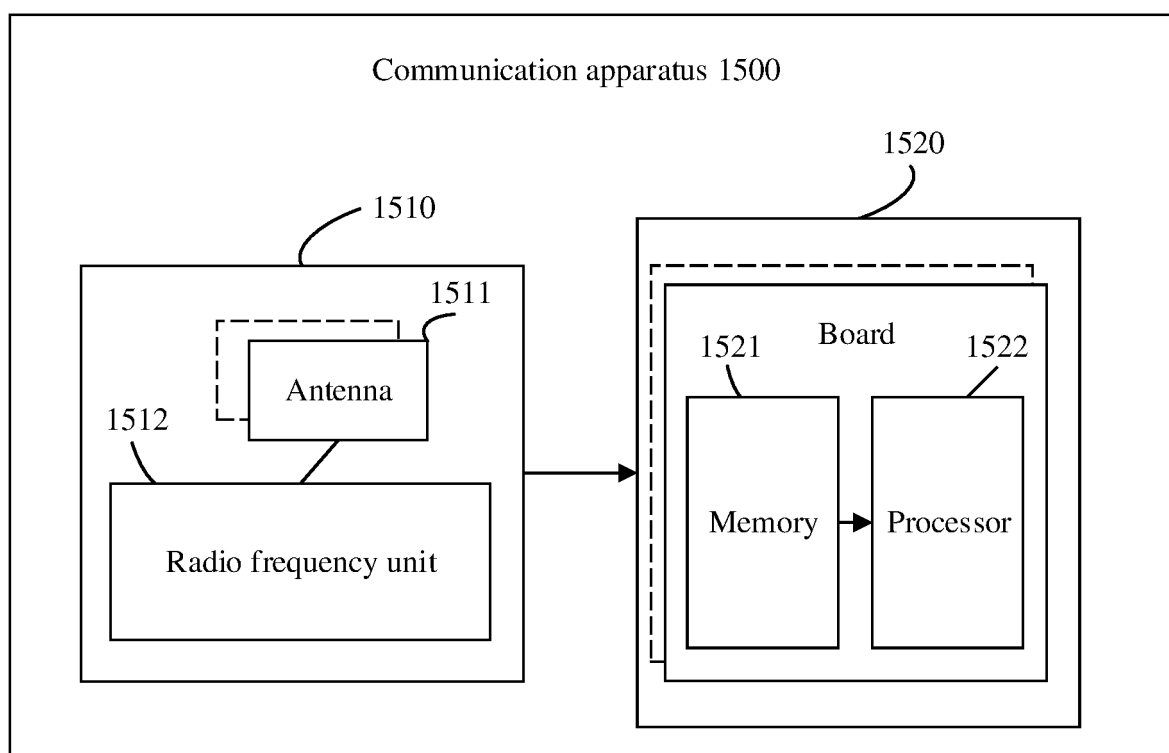 Communication apparatus 1500
1520
1510
1511
Board
1521
1522
Antenna
1512
Memory
Processor
Radio frequency unit